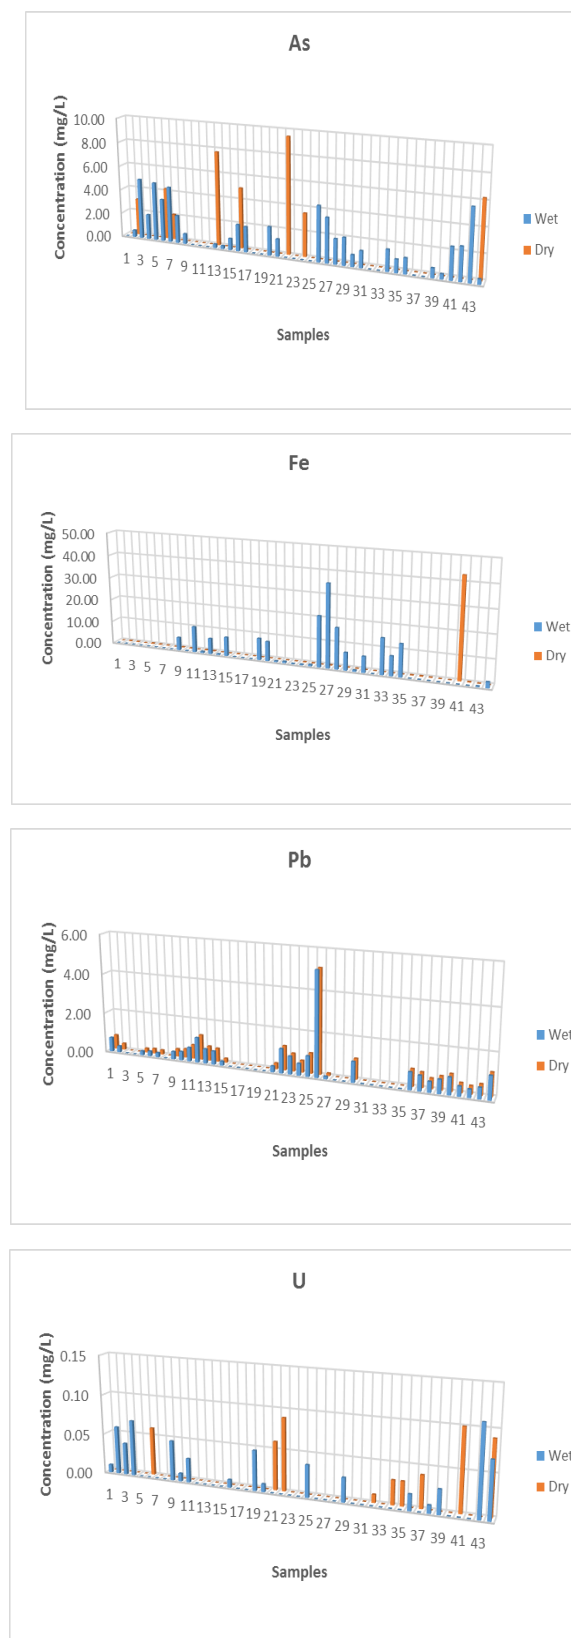 As
Concentration (mg/L)
10.00
8.00
6.00
4.00
2.00
0.00
1 3 5 7 9 11 13 15 17 19 21 23 25 27 29 31 33 35 37 39 41 43
Samples
Wet
Dry
Fe
Concentration (mg/L)
50.00
40.00
30.00
20.00
10.00
0.00
1 3 5 7 9 11 13 15 17 19 21 23 25 27 29 31 33 35 37 39 41 43
Samples
Wet
Dry
Pb
Concentration (mg/L)
6.00
4.00
2.00
0.00
1 3 5 7 9 11 13 15 17 19 21 23 25 27 29 31 33 35 37 39 41 43
Samples
Wet
Dry
U
Concentration (mg/L)
0.15
0.10
0.05
0.00
1 3 5 7 9 11 13 15 17 19 21 23 25 27 29 31 33 35 37 39 41 43
Samples
Wet
Dry